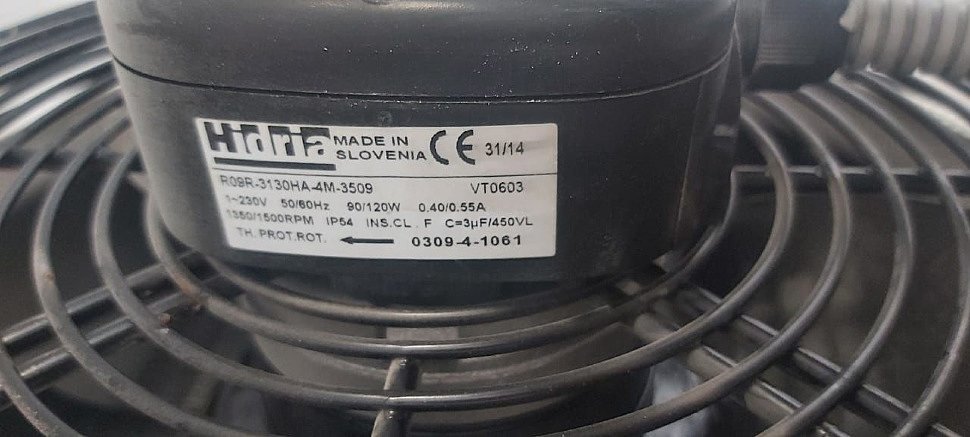 Hidria MADE IN SLOVENIA CE 31/14
R09R-3130HA-4M-3509 VT0603
1~230V 50/60Hz 90/120W 0.40/0.55A
1350/1500RPM IP54 INS.CL. F C=3µF/450VL
TH. PROT.ROT. ← 0309-4-1061